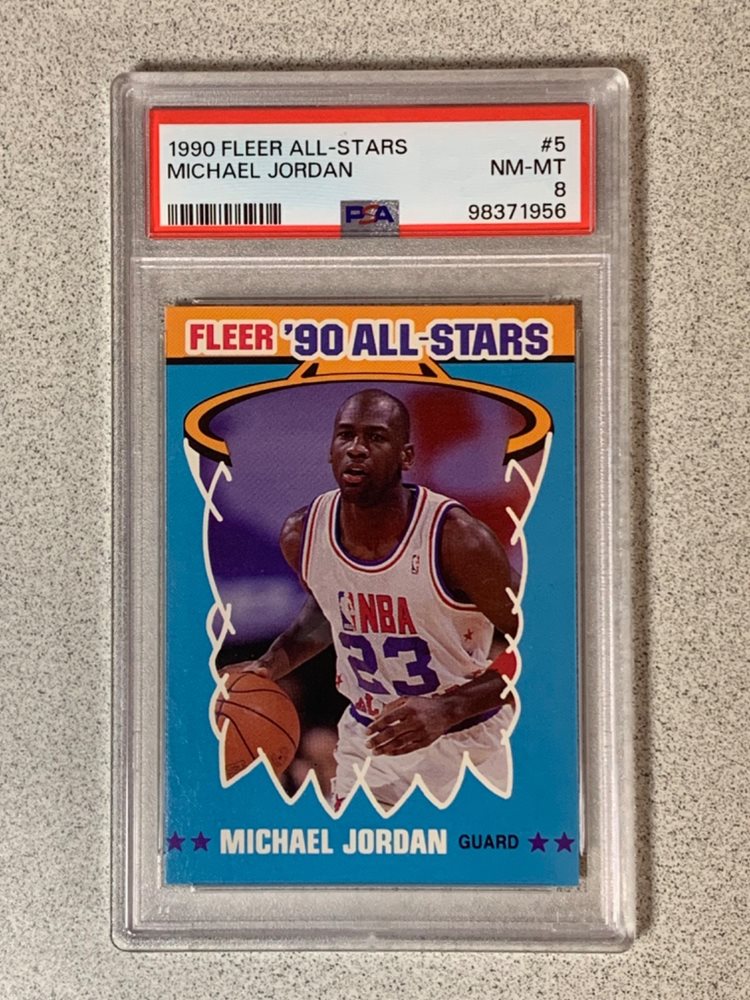 1990 FLEER ALL-STARS #5
MICHAEL JORDAN NM-MT
8
PSA 98371956
FLEER '90 ALL-STARS
NBA
23
MICHAEL JORDAN GUARD